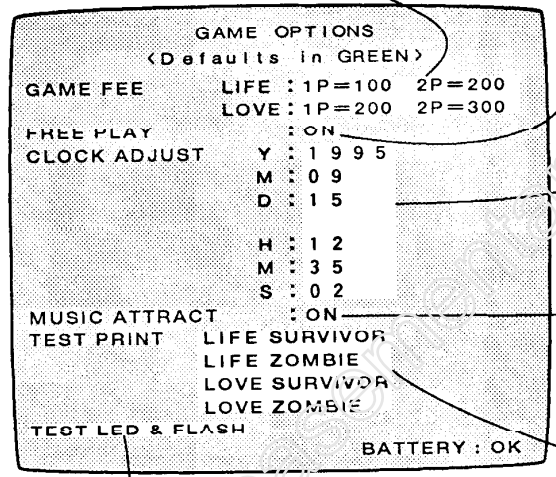 GAME OPTIONS
<Defaults in GREEN>
GAME FEE LIFE : 1P=100 2P=200
LOVE : 1P=200 2P=300
FREE PLAY : ON
CLOCK ADJUST Y : 1995
M : 09
D : 15
H : 12
M : 35
S : 02
MUSIC ATTRACT : ON
TEST PRINT LIFE SURVIVOR
LIFE ZOMBIE
LOVE SURVIVOR
LOVE ZOMBIE
TEST LED & FLASH
BATTERY : OK